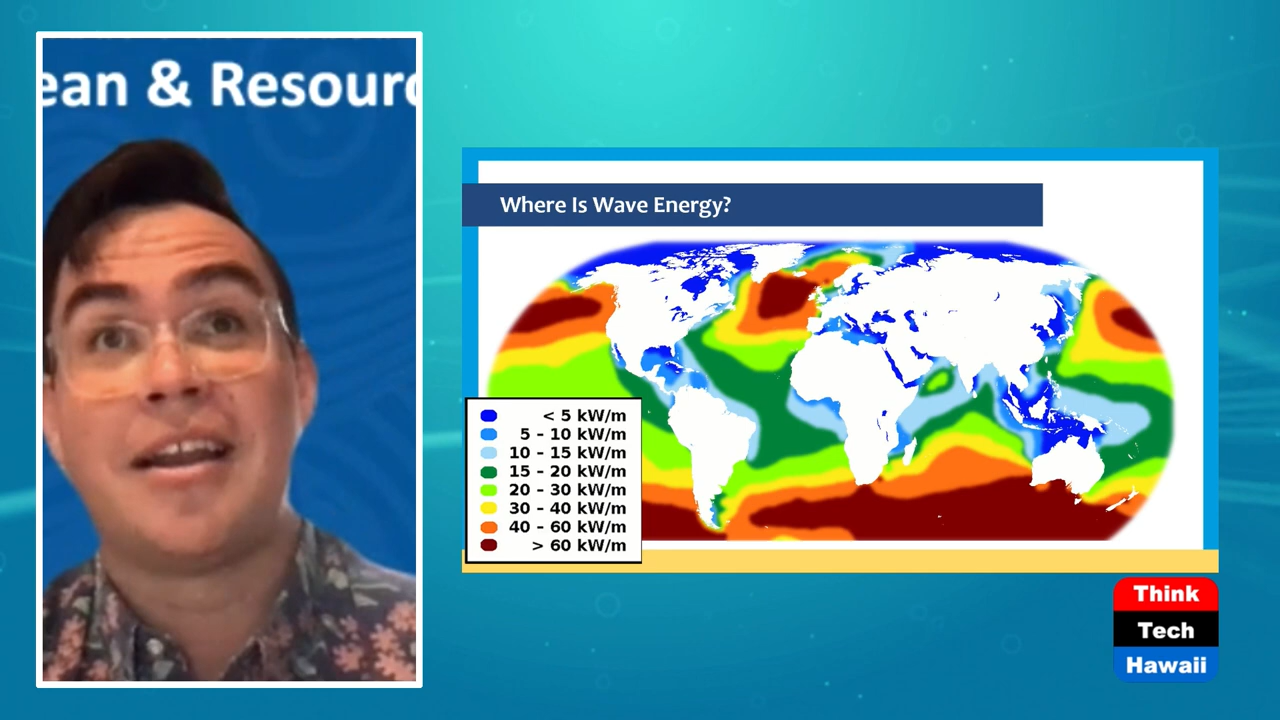 ean & Resourc
Where Is Wave Energy?
< 5 kW/m
5 - 10 kW/m
10 - 15 kW/m
15 - 20 kW/m
20 - 30 kW/m
30 - 40 kW/m
40 - 60 kW/m
> 60 kW/m
Think
Tech
Hawaii